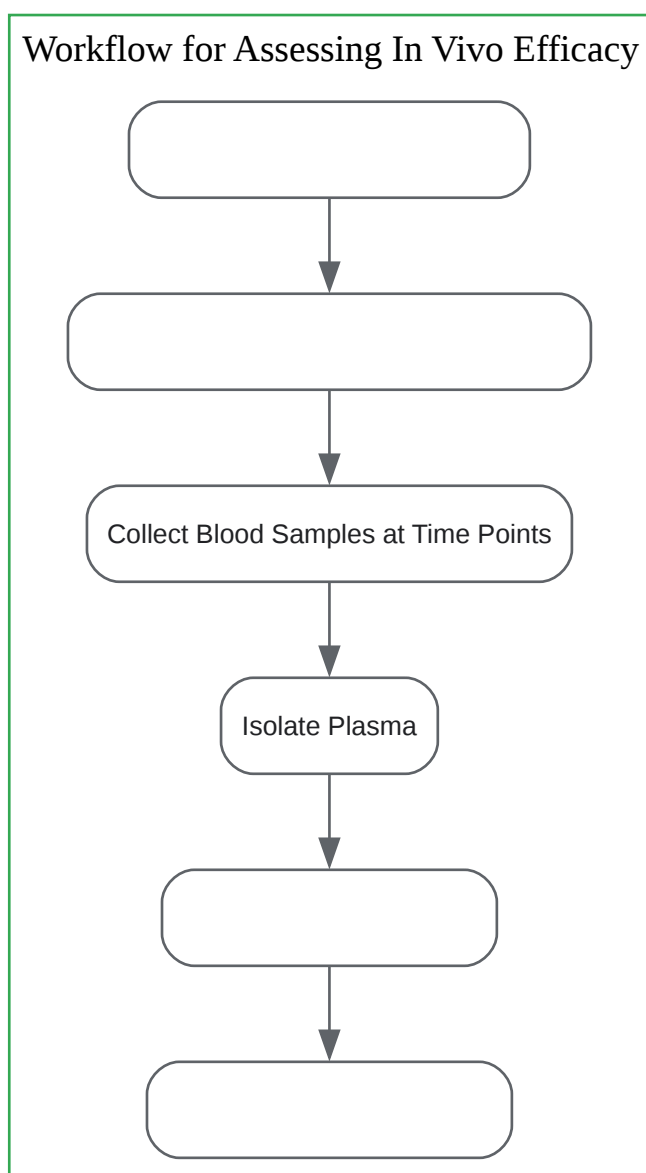 Workflow for Assessing In Vivo Efficacy
Collect Blood Samples at Time Points
Isolate Plasma